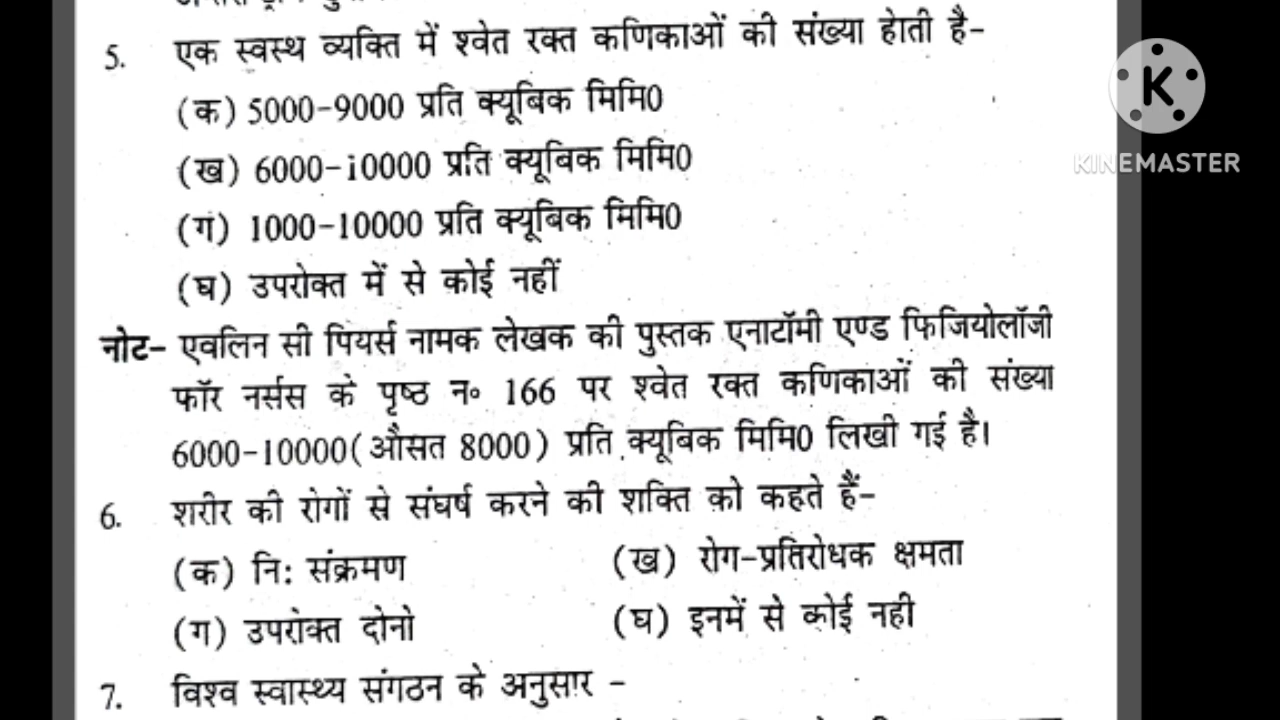 5. एक स्वस्थ व्यक्ति में श्वेत रक्त कणिकाओं की संख्या होती है-
(क) 5000-9000 प्रति क्यूबिक मिमि0
K
(ख) 6000-i0000 प्रति क्यूबिक मिमि0
KINEMASTER
(ग) 1000-10000 प्रति क्यूबिक मिमि0
(घ) उपरोक्त में से कोई नहीं
नोट- एवलिन सी पियर्स नामक लेखक की पुस्तक एनाटॉमी एण्ड फिजियोलॉजी
फॉर नर्सस के पृष्ठ न० 166 पर श्वेत रक्त कणिकाओं की संख्या
6000-10000(औसत 8000) प्रति क्यूबिक मिमि0 लिखी गई है।
6. शरीर की रोगों से संघर्ष करने की शक्ति को कहते हैं-
(क) नि: संक्रमण (ख) रोग-प्रतिरोधक क्षमता
(ग) उपरोक्त दोनो (घ) इनमें से कोई नही
7. विश्व स्वास्थ्य संगठन के अनुसार -